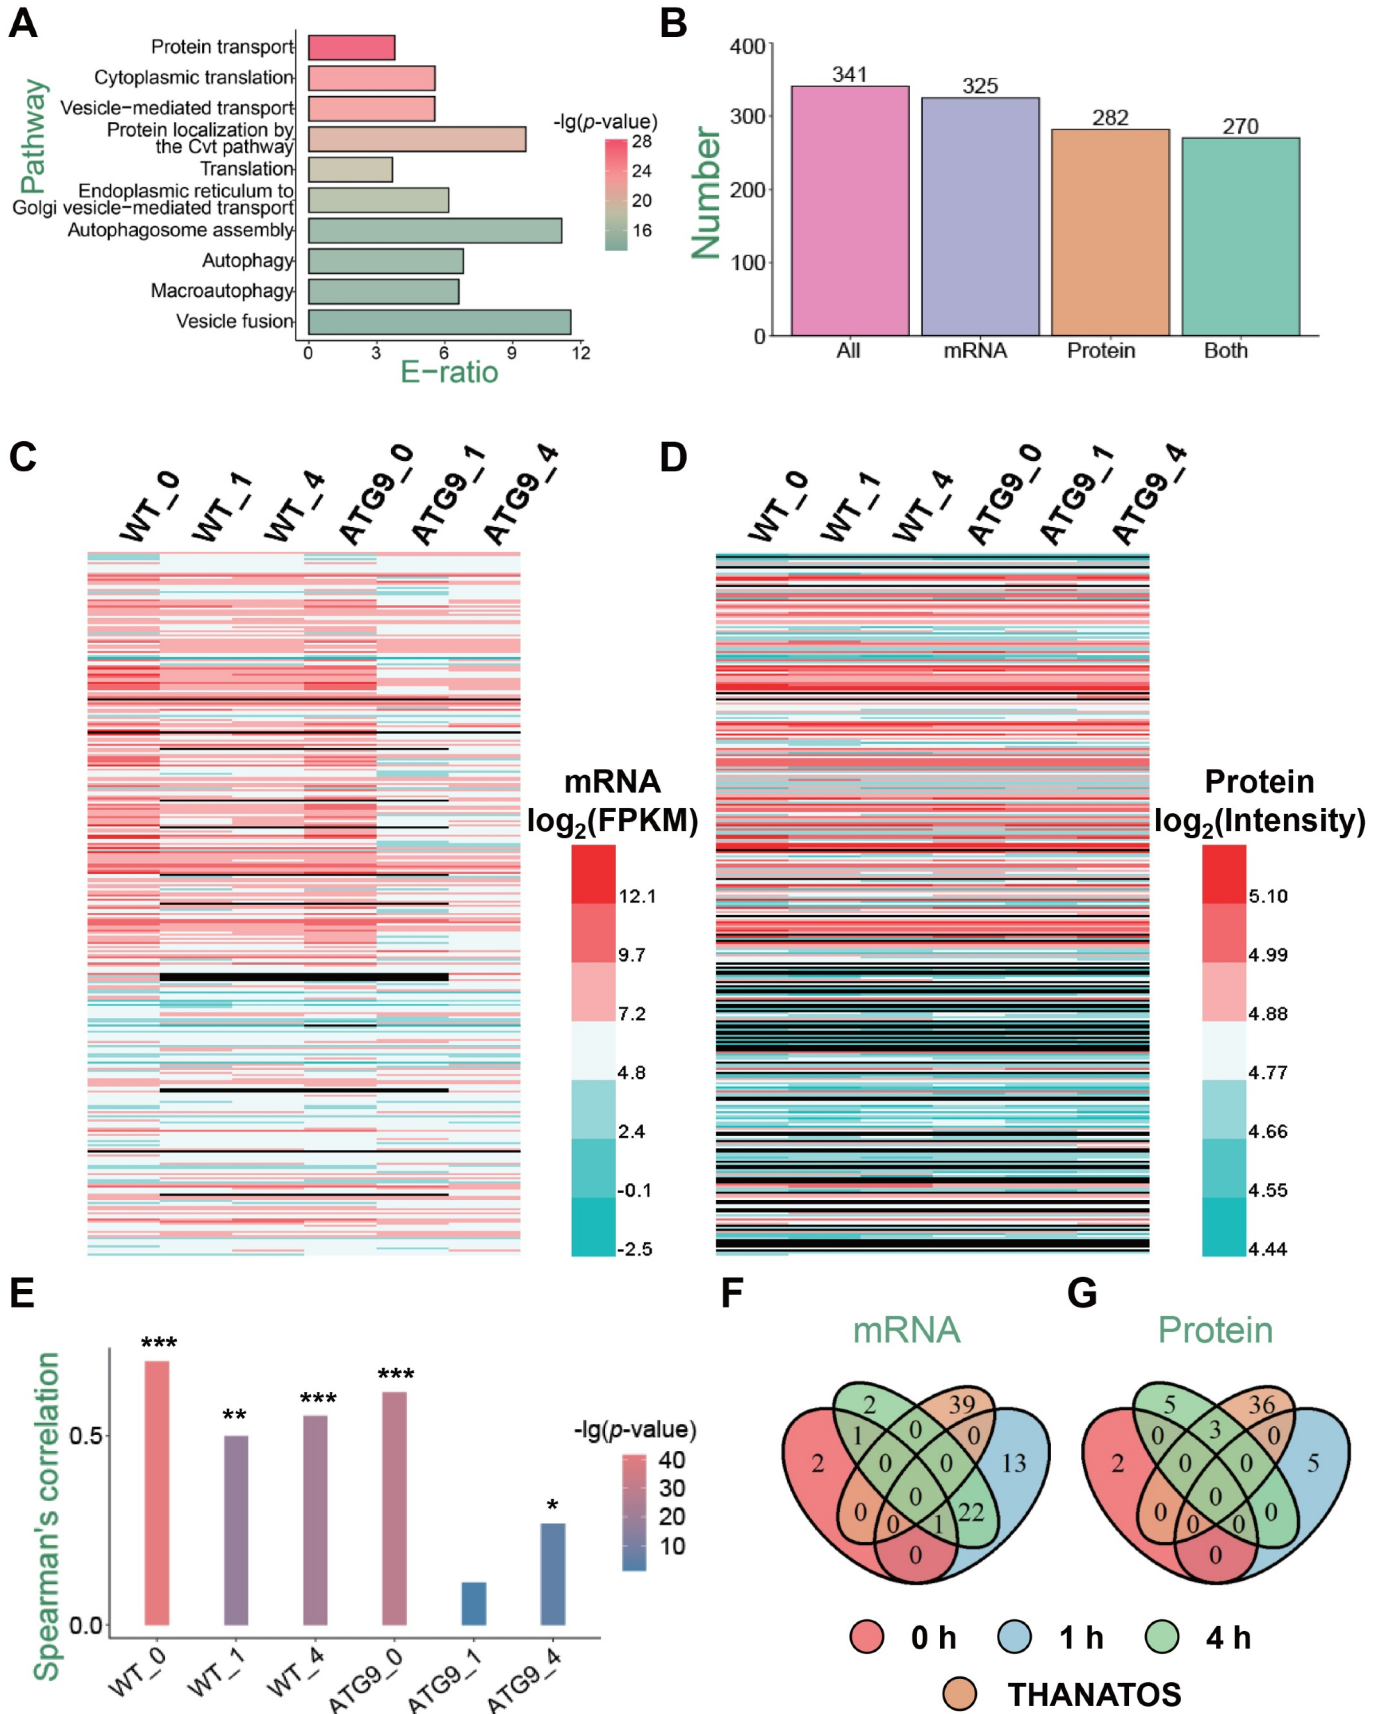 A
Pathway
Protein transport
Cytoplasmic translation
Vesicle−mediated transport
Protein localization by
the Cvt pathway
Translation
Endoplasmic reticulum to
Golgi vesicle−mediated transport
Autophagosome assembly
Autophagy
Macroautophagy
Vesicle fusion
0 3 6 9 12
E−ratio
-lg(p-value)
28
24
20
16
B
Number
400
300
200
100
0
341 325 282 270
All mRNA Protein Both
C
WT_0 WT_1 WT_4 ATG9_0 ATG9_1 ATG9_4
mRNA
log2(FPKM)
12.1
9.7
7.2
4.8
2.4
-0.1
-2.5
D
WT_0 WT_1 WT_4 ATG9_0 ATG9_1 ATG9_4
Protein
log2(Intensity)
5.10
4.99
4.88
4.77
4.66
4.55
4.44
E
Spearman's correlation
0.5
0.0
*** ** *** *** *
WT_0 WT_1 WT_4 ATG9_0 ATG9_1 ATG9_4
-lg(p-value)
40
30
20
10
F
mRNA
2 39
1 0 0
2 0 0 13
0
0 0 1 22
0
G
Protein
5 36
0 3 0
2 0 0 5
0
0 0 0 0
0
0 h 1 h 4 h
THANATOS